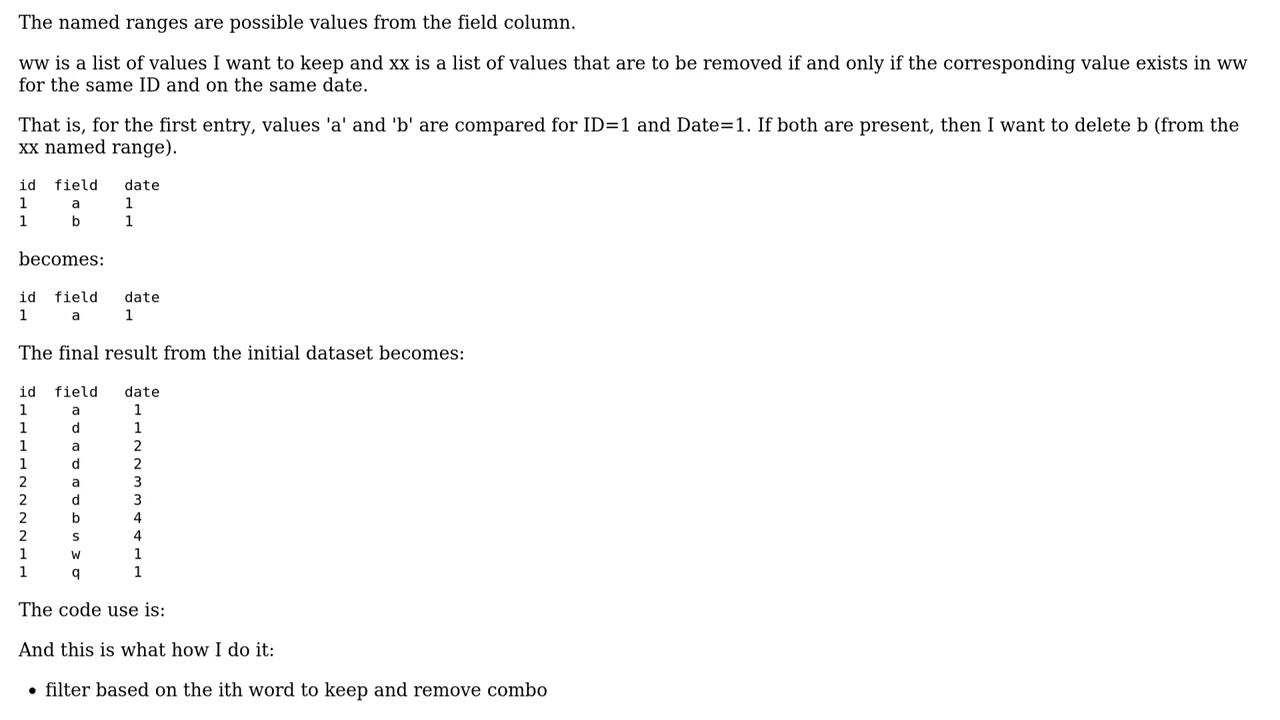 The named ranges are possible values from the field column.
ww is a list of values I want to keep and xx is a list of values that are to be removed if and only if the corresponding value exists in ww
for the same ID and on the same date.
That is, for the first entry, values 'a' and 'b' are compared for ID=1 and Date=1. If both are present, then I want to delete b (from the
xx named range).
id  field   date
1     a     1
1     b     1
becomes:
id  field   date
1     a     1
The final result from the initial dataset becomes:
id  field   date
1     a      1
1     d      1
1     a      2
1     d      2
2     a      3
2     d      3
2     b      4
2     s      4
1     w      1
1     q      1
The code use is:
And this is what how I do it:
• filter based on the ith word to keep and remove combo